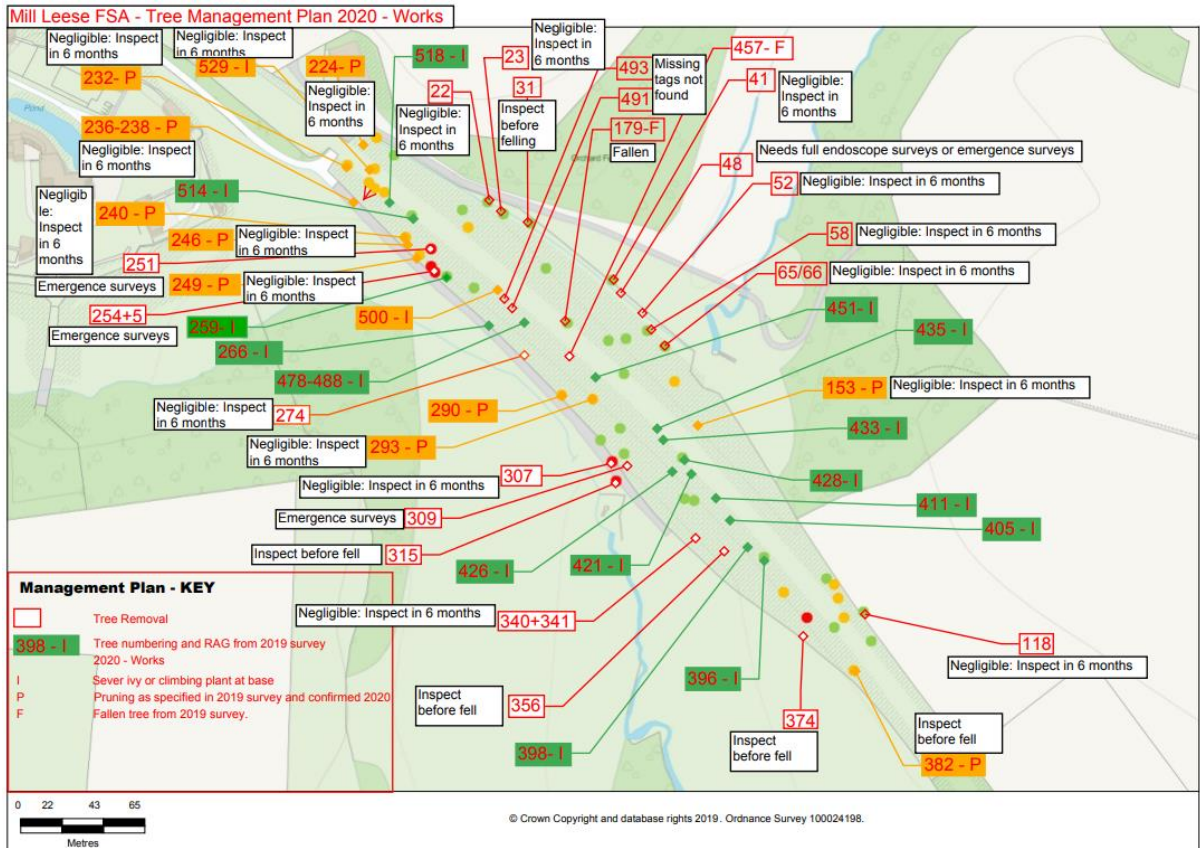 Mill Leese FSA - Tree Management Plan 2020 - Works
Negligible: Inspect
in 6 months
Negligible: Inspect
in 6 months
232- P
529 - I
224- P
Negligible:
Inspect in
6 months
518 - I
22
Negligible:
Inspect in
6 months
23
Negligible:
Inspect in
6 months
31
Inspect
before
felling
493
491
Missing
tags not
found
457- F
179-F
Fallen
41
Negligible:
Inspect in
6 months
48
Needs full endoscope surveys or emergence surveys
52
Negligible: Inspect in 6 months
58
Negligible: Inspect in 6 months
65/66
Negligible: Inspect in 6 months
Pond
236-238 - P
Negligible: Inspect
in 6 months
514 - I
Negligib
le:
Inspect
in 6
months
240 - P
246 - P
Negligible: Inspect
in 6 months
251
Emergence surveys
249 - P
Negligible: Inspect
in 6 months
254+5
Emergence surveys
259- I
500 - I
266 - I
478-488 - I
Negligible: Inspect
in 6 months
274
290 - P
Negligible: Inspect
in 6 months
293 - P
451- I
435 - I
153 - P
Negligible: Inspect in 6 months
433 - I
428- I
411 - I
405 - I
307
Negligible: Inspect in 6 months
Emergence surveys
309
Inspect before fell
315
426 - I
421 - I
Negligible: Inspect in 6 months
340+341
Inspect
before fell
356
398- I
396 - I
374
Inspect
before fell
118
Negligible: Inspect in 6 months
Inspect
before fell
382 - P
Management Plan - KEY
Tree Removal
398 - I
Tree numbering and RAG from 2019 survey
2020 - Works
I
Sever ivy or climbing plant at base
P
Pruning as specified in 2019 survey and confirmed 2020
F
Fallen tree from 2019 survey.
0 22 43 65
Metres
© Crown Copyright and database rights 2019. Ordnance Survey 100024198.